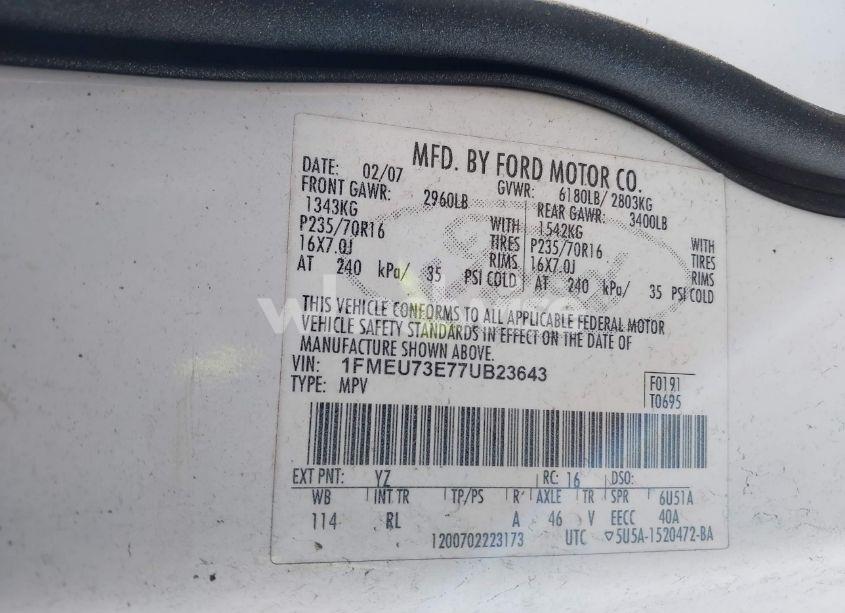 MFD. BY FORD MOTOR CO.
DATE: 02/07 GVWR: 6180LB/ 2803KG
FRONT GAWR: 2960LB REAR GAWR: 3400LB
1343KG WITH 1542KG WITH
P235/70R16 TIRES P235/70R16 TIRES
16X7.0J RIMS 16X7.0J RIMS
AT 240 kPa/ 35 PSI COLD AT 240 kPa/ 35 PSI COLD
THIS VEHICLE CONFORMS TO ALL APPLICABLE FEDERAL MOTOR
VEHICLE SAFETY STANDARDS IN EFFECT ON THE DATE OF
MANUFACTURE SHOWN ABOVE.
VIN: 1FMEU73E77UB23643
TYPE: MPV
F0191
T0695
EXT PNT: YZ RC: 16 DSO:
WB INT TR TP/PS R AXLE TR SPR 6U51A
114 RL A 46 V EECC 40A
1200702223173 UTC ▽5U5A-1520472-BA